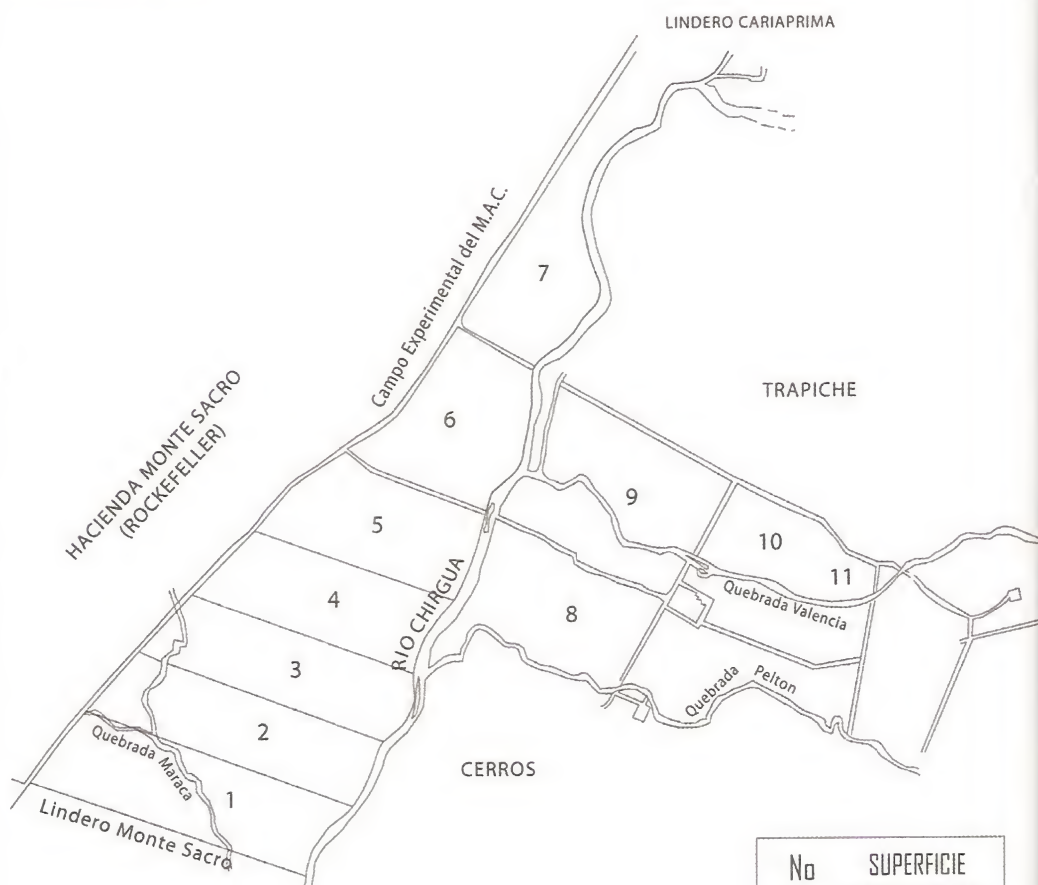 LINDERO CARIAPRIMA
Campo Experimental del M.A.C.
7
HACIENDA MONTE SACRO
(ROCKEFELLER)
TRAPICHE
6
9
5
10
11
4
RIO CHIRGUA
8
Quebrada Valencia
3
Quebrada Pelton
2
Quebrada Maraca
CERROS
1
Lindero Monte Sacro
No SUPERFICIE